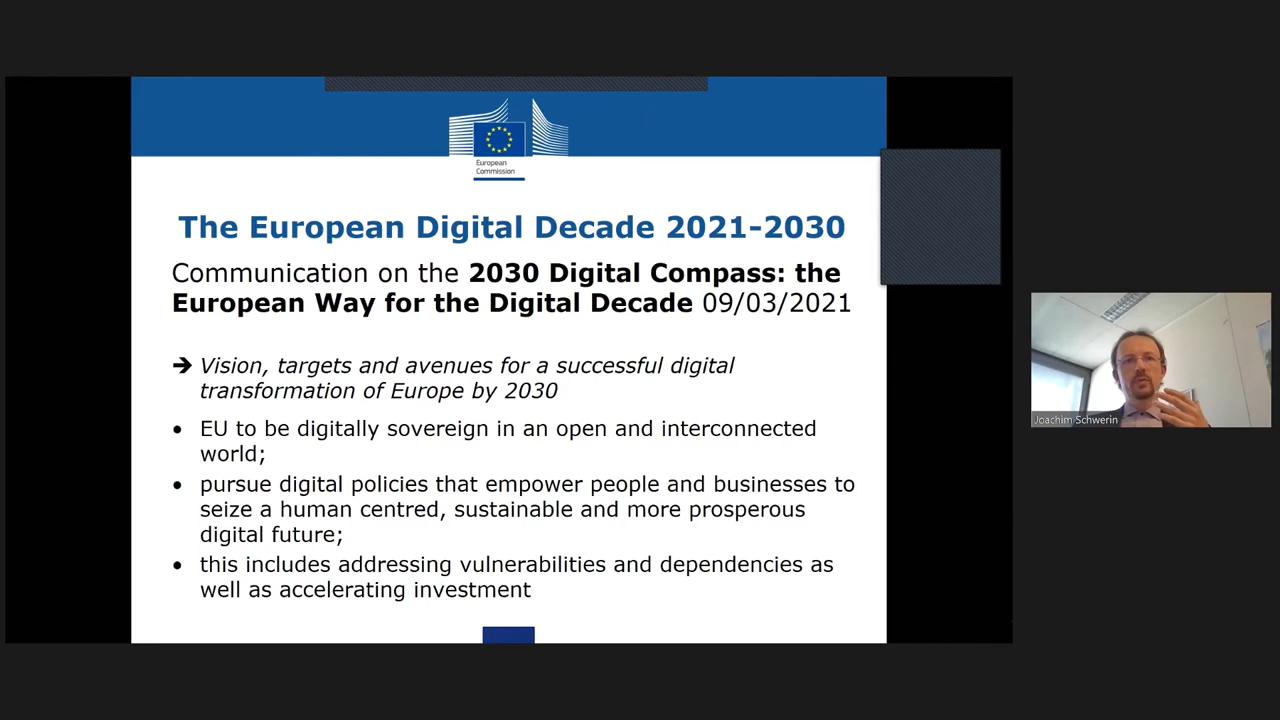 European
Commission
The European Digital Decade 2021-2030
Communication on the 2030 Digital Compass: the
European Way for the Digital Decade 09/03/2021
➔ Vision, targets and avenues for a successful digital
transformation of Europe by 2030
• EU to be digitally sovereign in an open and interconnected
world;
• pursue digital policies that empower people and businesses to
seize a human centred, sustainable and more prosperous
digital future;
• this includes addressing vulnerabilities and dependencies as
well as accelerating investment
Joachim Schwerin